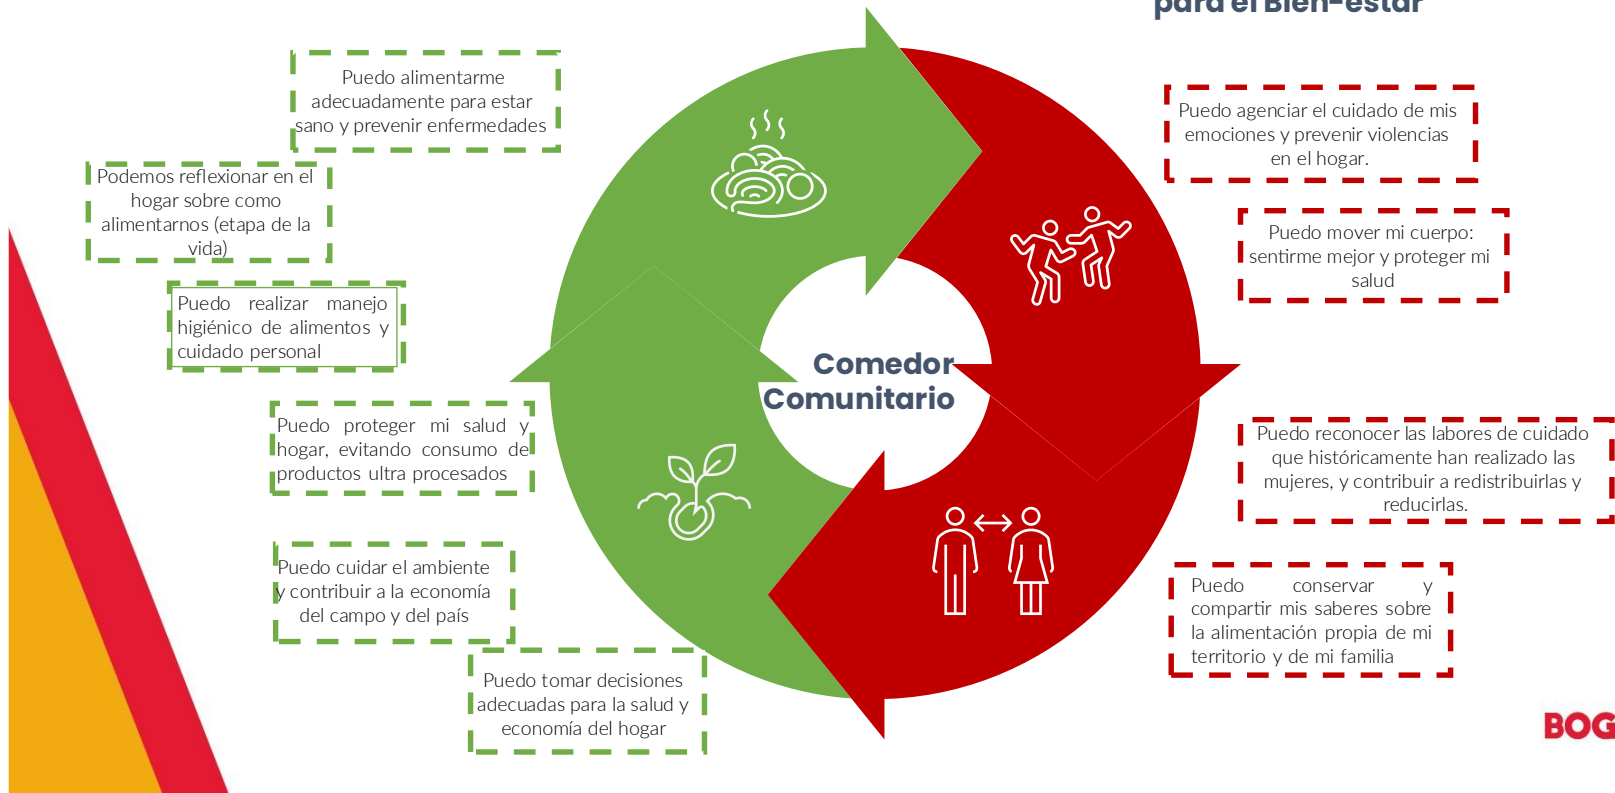 para el Bien-estar
Puedo alimentarme
adecuadamente para estar
sano y prevenir enfermedades
Podemos reflexionar en el
hogar sobre como
alimentarnos (etapa de la
vida)
Puedo realizar manejo
higiénico de alimentos y
cuidado personal
Puedo proteger mi salud y
hogar, evitando consumo de
productos ultra procesados
Puedo cuidar el ambiente
y contribuir a la economía
del campo y del país
Puedo tomar decisiones
adecuadas para la salud y
economía del hogar
Comedor
Comunitario
Puedo agenciar el cuidado de mis
emociones y prevenir violencias
en el hogar.
Puedo mover mi cuerpo:
sentirme mejor y proteger mi
salud
Puedo reconocer las labores de cuidado
que históricamente han realizado las
mujeres, y contribuir a redistribuirlas y
reducirlas.
Puedo conservar y
compartir mis saberes sobre
la alimentación propia de mi
territorio y de mi familia
BOG